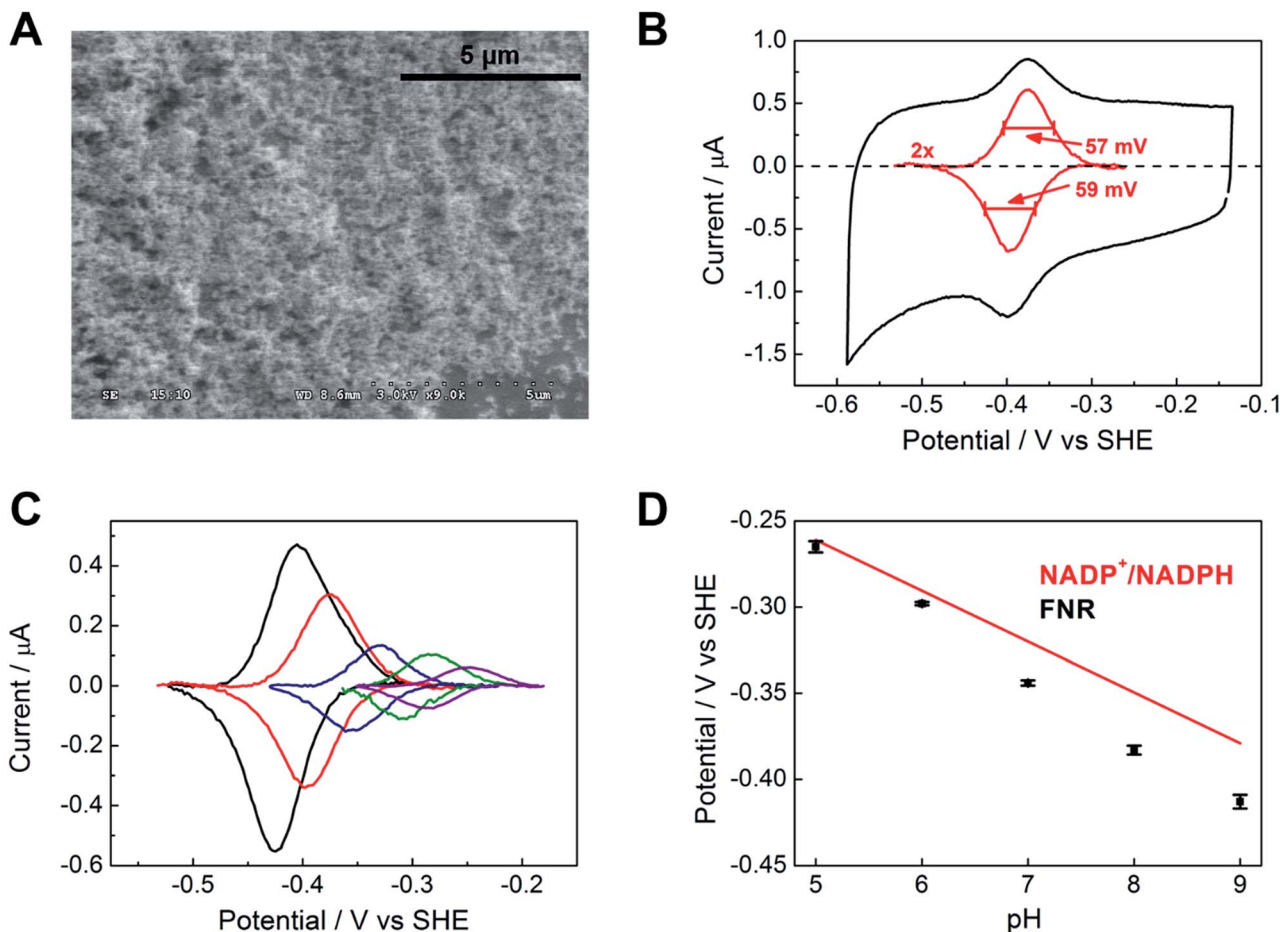 A
5 µm
SE 15:10 WD 8.6mm 3.0kV x9.0k 5um
B
1.0
0.5
0.0
-0.5
-1.0
-1.5
Current / µA
2x
57 mV
59 mV
-0.6 -0.5 -0.4 -0.3 -0.2 -0.1
Potential / V vs SHE
C
0.4
0.2
0.0
-0.2
-0.4
-0.6
Current / µA
-0.5 -0.4 -0.3 -0.2
Potential / V vs SHE
D
-0.25
-0.30
-0.35
-0.40
-0.45
Potential / V vs SHE
NADP⁺/NADPH
FNR
5 6 7 8 9
pH